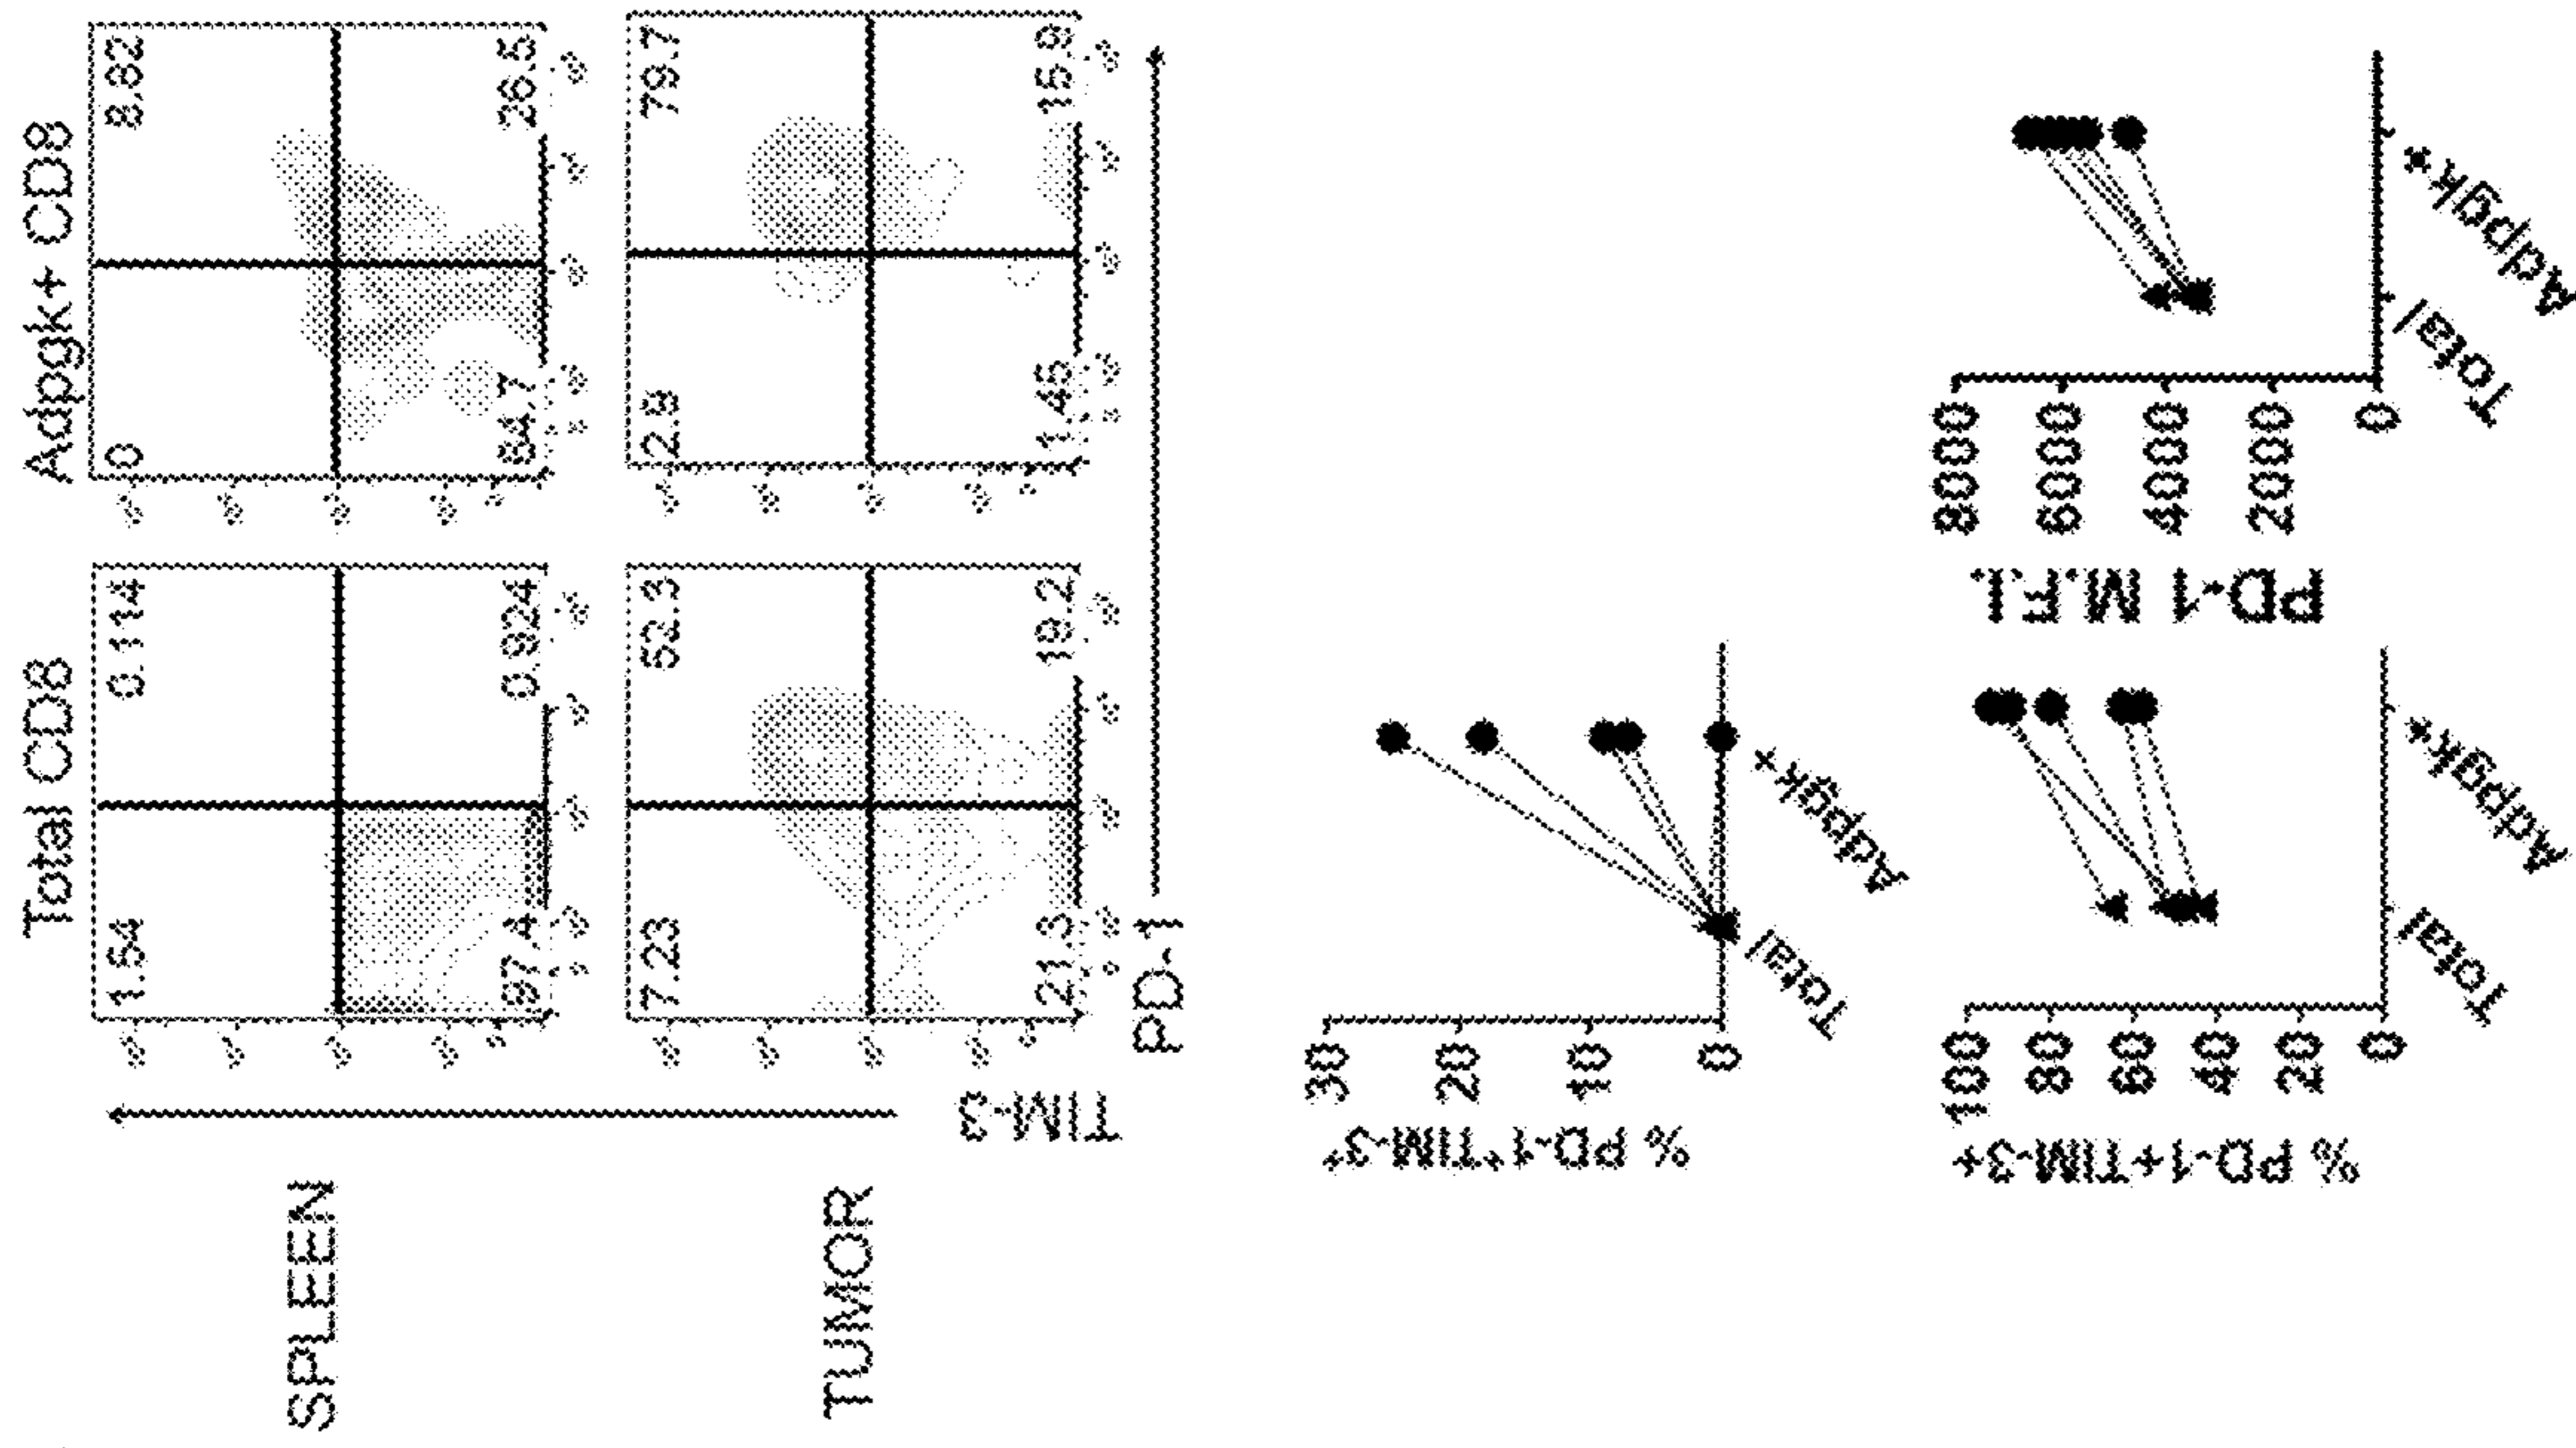 Total CD8
Adpgk+ CD8
SPLEEN
1.54
0.114
97.4
0.924
0
8.82
26.5
TUMOR
7.23
52.3
21.3
19.2
2.9
79.7
1.45
15.9
TIM-3
PD-1
% PD-1+TIM-3+
30
20
10
0
Total
Adpgk+
% PD-1+TIM-3+
100
80
60
40
20
0
Total
Adpgk+
PD-1 M.F.I.
8000
6000
4000
2000
0
Total
Adpgk+